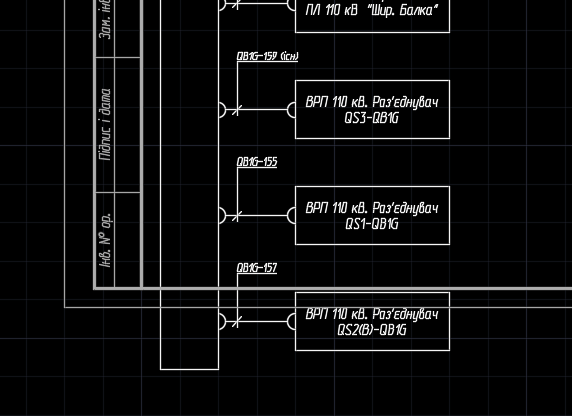 Зам. інв
ПЛ 110 кВ "Шир. Балка"
QB1G-159 (існ)
Підпис і дата
ВРП 110 кВ. Роз'єднувач
QS3-QB1G
QB1G-155
ВРП 110 кВ. Роз'єднувач
QS1-QB1G
Інв. № ор.
QB1G-157
ВРП 110 кВ. Роз'єднувач
QS2(В)-QB1G